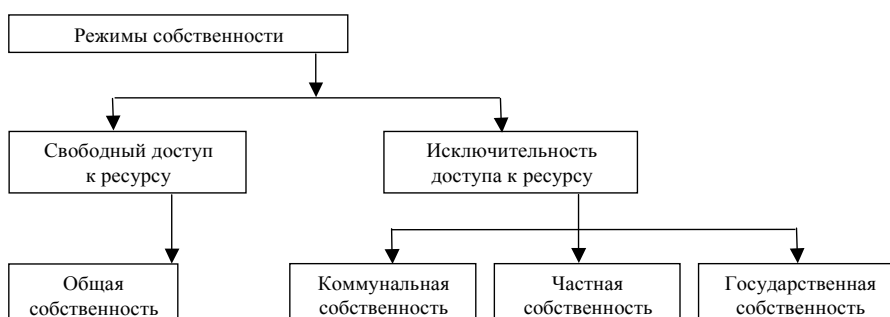 Режимы собственности
Свободный доступ
к ресурсу
Исключительность
доступа к ресурсу
Общая
собственность
Коммунальная
собственность
Частная
собственность
Государственная
собственность